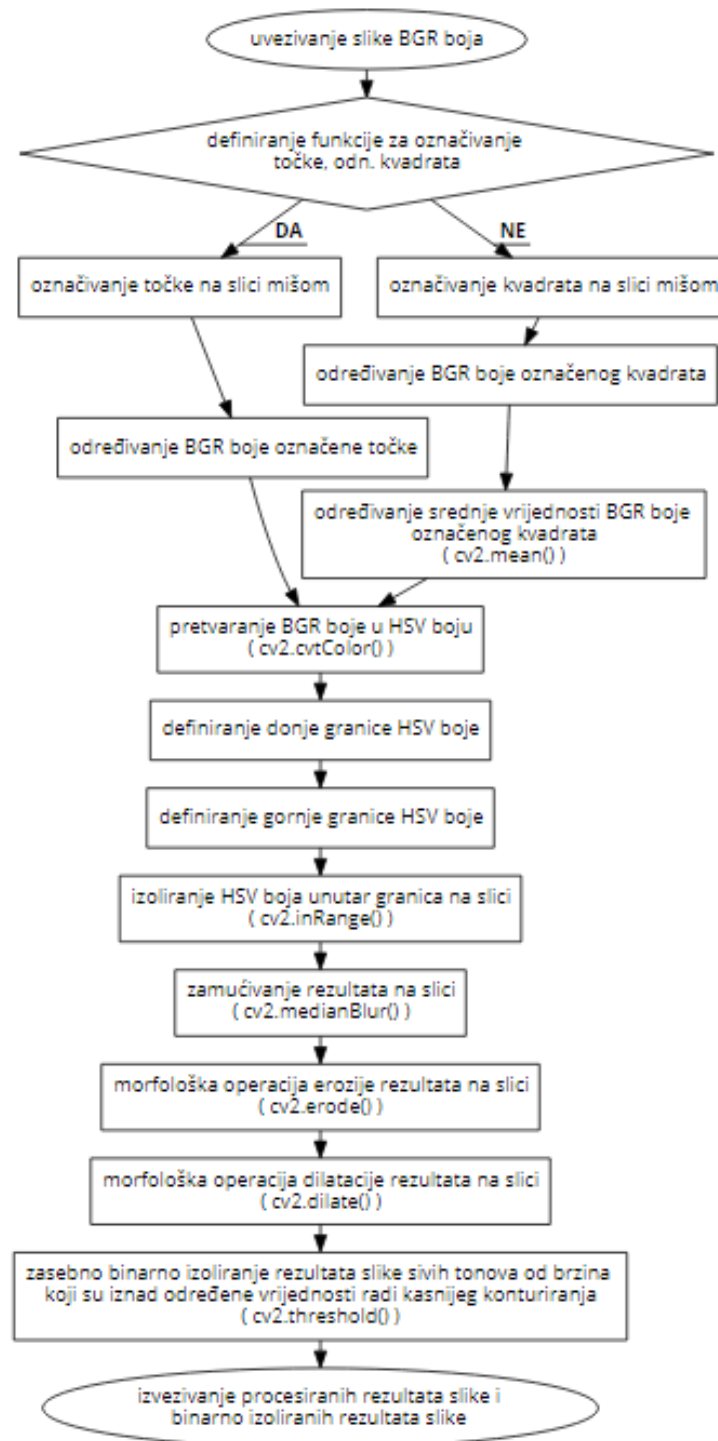 uvezivanje slike BGR boja
definiranje funkcije za označivanje
točke, odn. kvadrata
DA
NE
označivanje točke na slici mišom
označivanje kvadrata na slici mišom
određivanje BGR boje označenog kvadrata
određivanje BGR boje označene točke
određivanje srednje vrijednosti BGR boje
označenog kvadrata
( cv2.mean() )
pretvaranje BGR boje u HSV boju
( cv2.cvtColor() )
definiranje donje granice HSV boje
definiranje gornje granice HSV boje
izoliranje HSV boja unutar granica na slici
( cv2.inRange() )
zamućivanje rezultata na slici
( cv2.medianBlur() )
morfološka operacija erozije rezultata na slici
( cv2.erode() )
morfološka operacija dilatacije rezultata na slici
( cv2.dilate() )
zasebno binarno izoliranje rezultata slike sivih tonova od brzina
koji su iznad određene vrijednosti radi kasnijeg konturiranja
( cv2.threshold() )
izvezivanje procesiranih rezultata slike i
binarno izoliranih rezultata slike